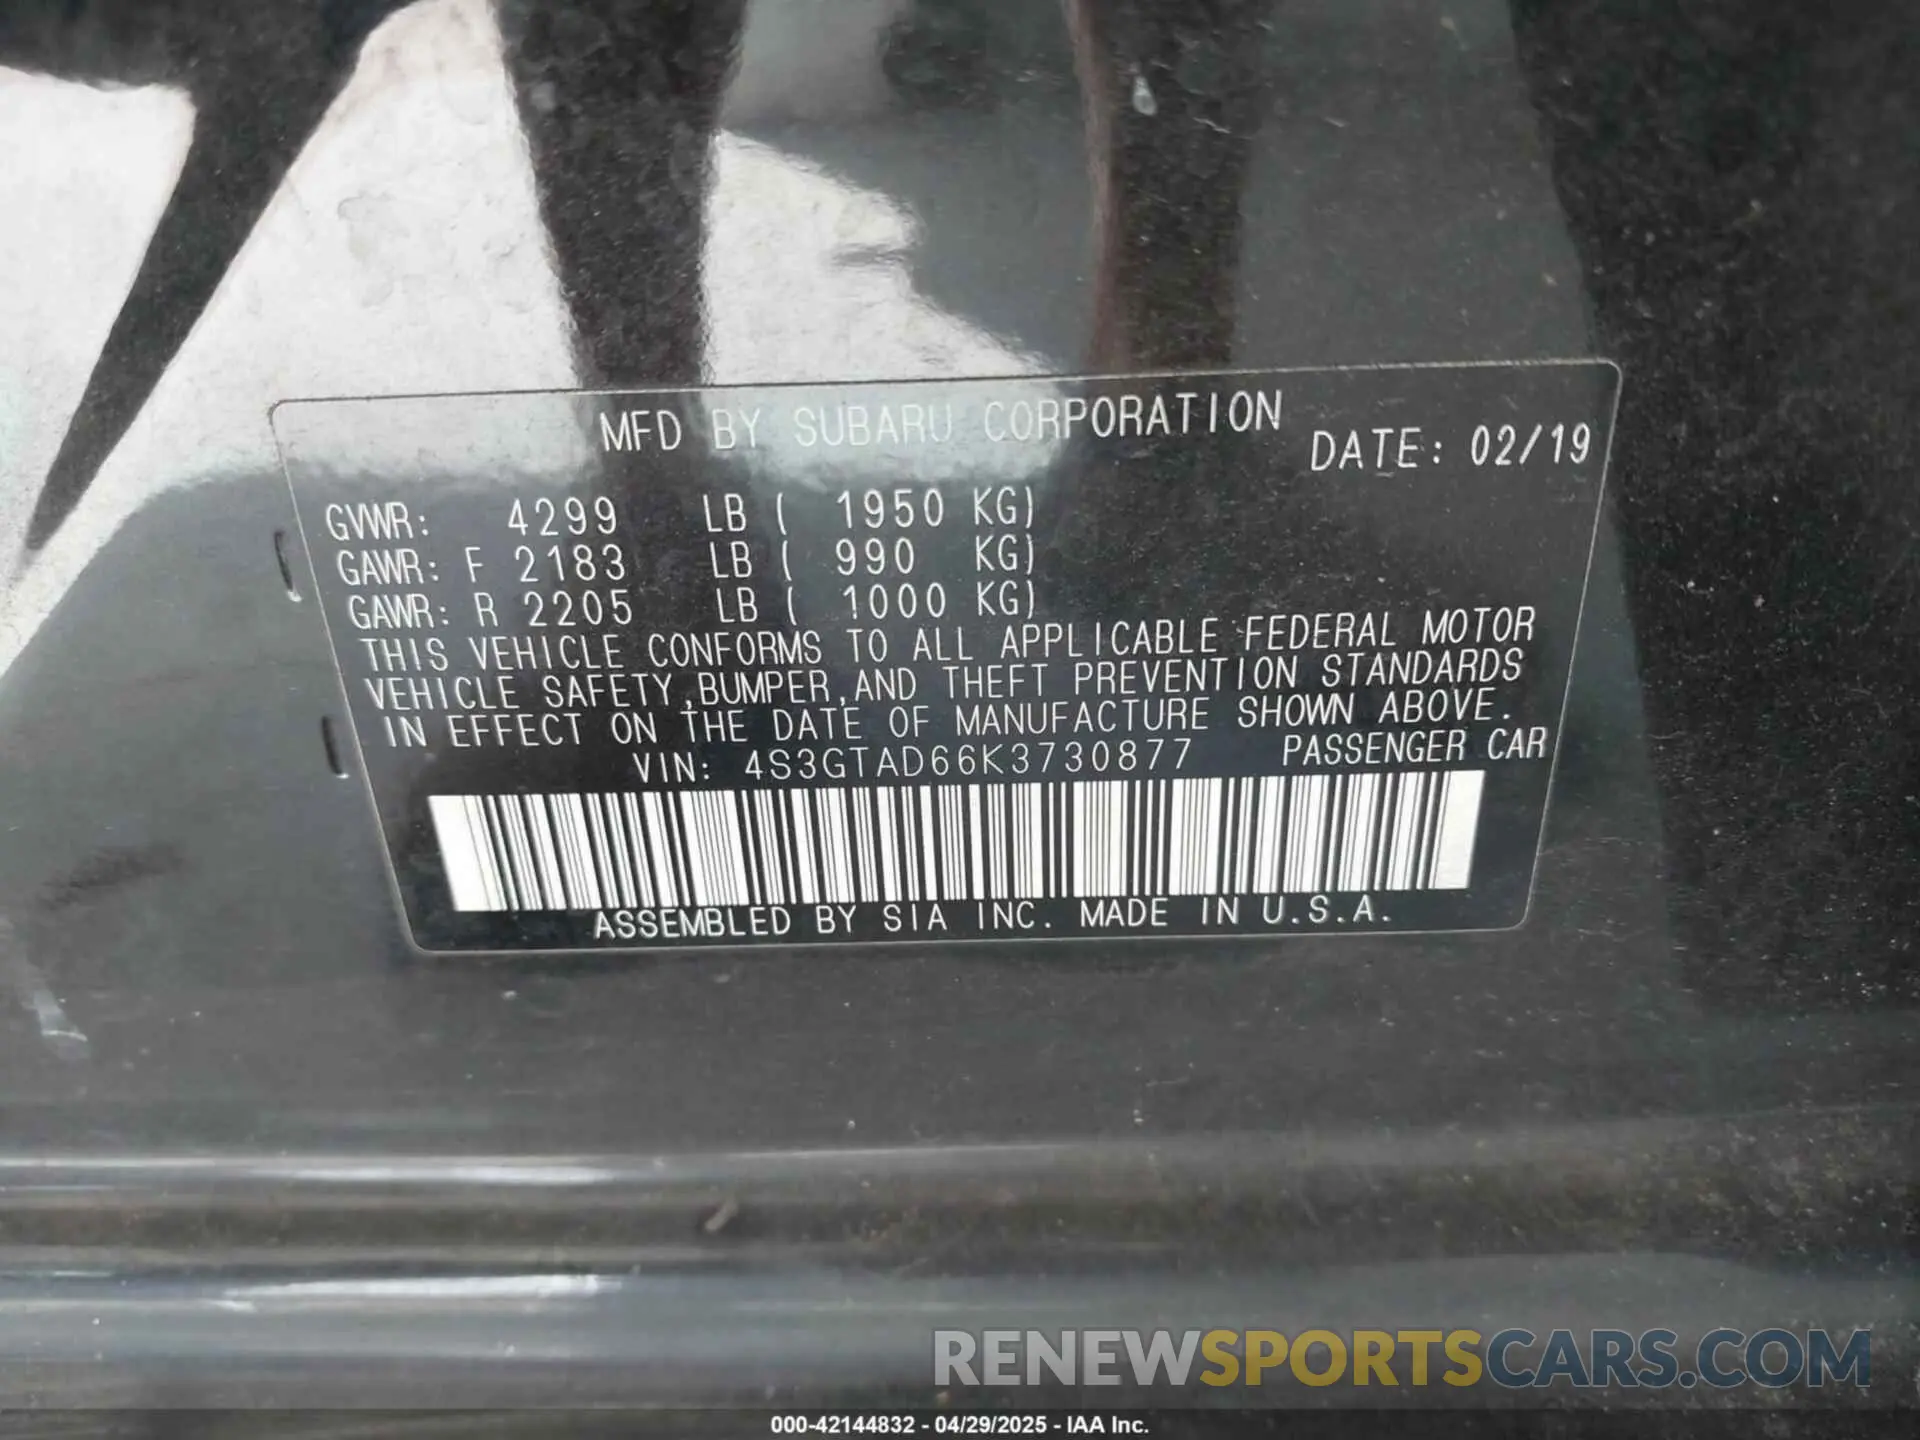 MFD BY SUBARU CORPORATION DATE: 02/19
GVWR: 4299 LB ( 1950 KG)
GAWR: F 2183 LB ( 990 KG)
GAWR: R 2205 LB ( 1000 KG)
THIS VEHICLE CONFORMS TO ALL APPLICABLE FEDERAL MOTOR
VEHICLE SAFETY,BUMPER,AND THEFT PREVENTION STANDARDS
IN EFFECT ON THE DATE OF MANUFACTURE SHOWN ABOVE.
VIN: 4S3GTAD66K3730877 PASSENGER CAR
ASSEMBLED BY SIA INC. MADE IN U.S.A.
RENEWSPORTSCARS.COM
000-42144832 - 04/29/2025 - IAA Inc.